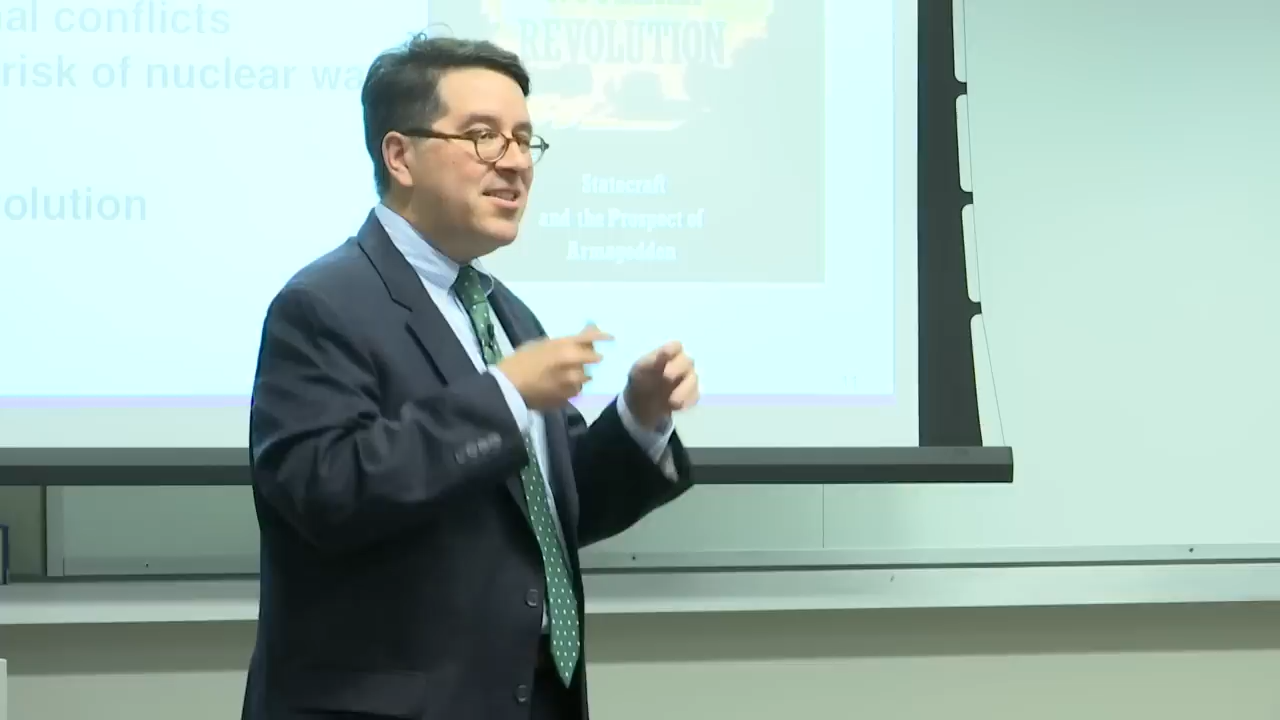 al conflicts
risk of nuclear wa
olution
REVOLUTION
Statecraft
and the Prospect of
Armageddon